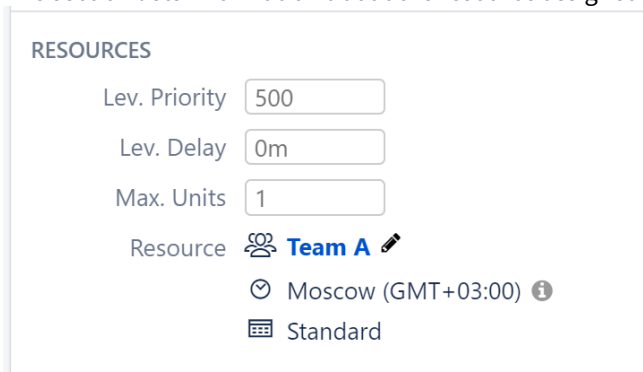 RESOURCES
Lev. Priority 500
Lev. Delay 0m
Max. Units 1
Resource Team A
Moscow (GMT+03:00)
Standard